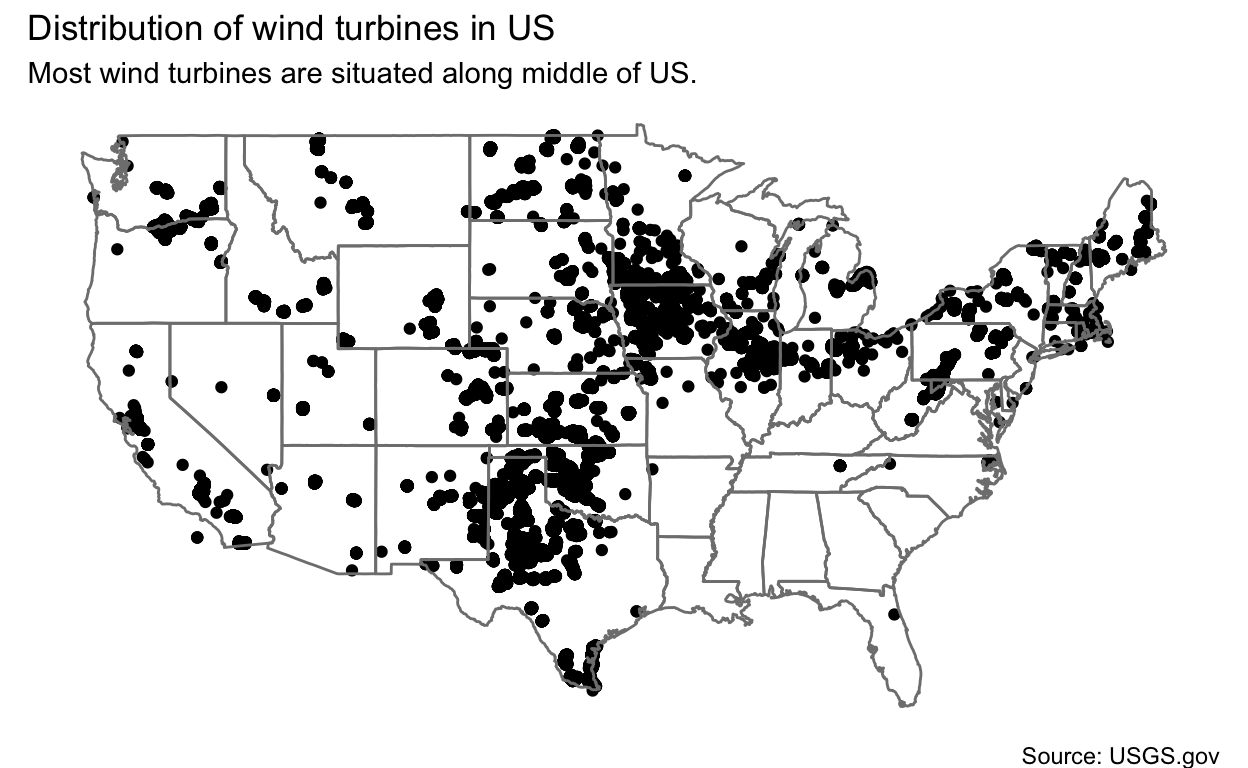 Distribution of wind turbines in US
Most wind turbines are situated along middle of US.
Source: USGS.gov